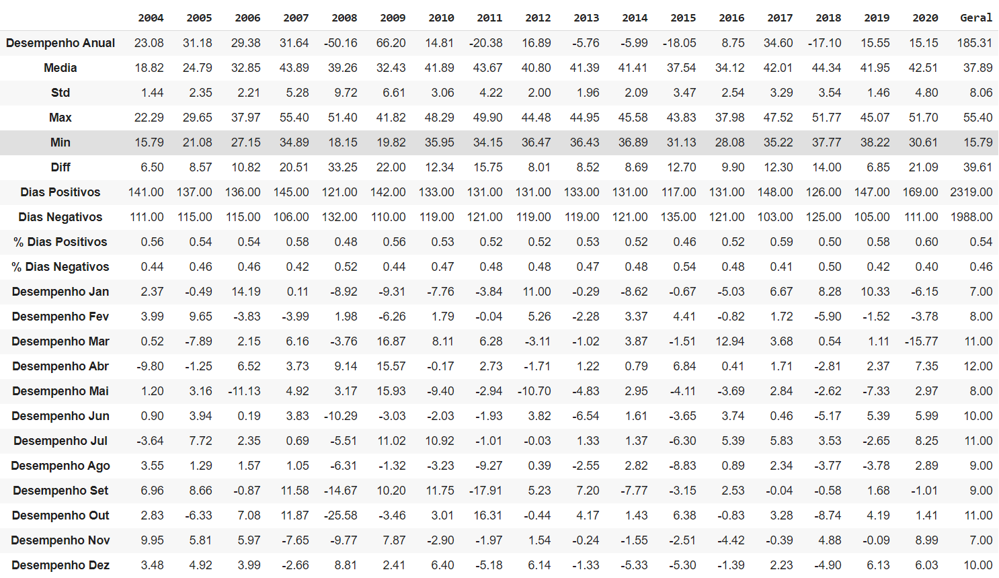 2004 2005 2006 2007 2008 2009 2010 2011 2012 2013 2014 2015 2016 2017 2018 2019 2020 Geral
Desempenho Anual 23.08 31.18 29.38 31.64 -50.16 66.20 14.81 -20.38 16.89 -5.76 -5.99 -18.05 8.75 34.60 -17.10 15.55 15.15 185.31
Media 18.82 24.79 32.85 43.89 39.26 32.43 41.89 43.67 40.80 41.39 41.41 37.54 34.12 42.01 44.34 41.95 42.51 37.89
Std 1.44 2.35 2.21 5.28 9.72 6.61 3.06 4.22 2.00 1.96 2.09 3.47 2.54 3.29 3.54 1.46 4.80 8.06
Max 22.29 29.65 37.97 55.40 51.40 41.82 48.29 49.90 44.48 44.95 45.58 43.83 37.98 47.52 51.77 45.07 51.70 55.40
Min 15.79 21.08 27.15 34.89 18.15 19.82 35.95 34.15 36.47 36.43 36.89 31.13 28.08 35.22 37.77 38.22 30.61 15.79
Diff 6.50 8.57 10.82 20.51 33.25 22.00 12.34 15.75 8.01 8.52 8.69 12.70 9.90 12.30 14.00 6.85 21.09 39.61
Dias Positivos 141.00 137.00 136.00 145.00 121.00 142.00 133.00 131.00 131.00 133.00 131.00 117.00 131.00 148.00 126.00 147.00 169.00 2319.00
Dias Negativos 111.00 115.00 115.00 106.00 132.00 110.00 119.00 121.00 119.00 119.00 121.00 135.00 121.00 103.00 125.00 105.00 111.00 1988.00
% Dias Positivos 0.56 0.54 0.54 0.58 0.48 0.56 0.53 0.52 0.52 0.53 0.52 0.46 0.52 0.59 0.50 0.58 0.60 0.54
% Dias Negativos 0.44 0.46 0.46 0.42 0.52 0.44 0.47 0.48 0.48 0.47 0.48 0.54 0.48 0.41 0.50 0.42 0.40 0.46
Desempenho Jan 2.37 -0.49 14.19 0.11 -8.92 -9.31 -7.76 -3.84 11.00 -0.29 -8.62 -0.67 -5.03 6.67 8.28 10.33 -6.15 7.00
Desempenho Fev 3.99 9.65 -3.83 -3.99 1.98 -6.26 1.79 -0.04 5.26 -2.28 3.37 4.41 -0.82 1.72 -5.90 -1.52 -3.78 8.00
Desempenho Mar 0.52 -7.89 2.15 6.16 -3.76 16.87 8.11 6.28 -3.11 -1.02 3.87 -1.51 12.94 3.68 0.54 1.11 -15.77 11.00
Desempenho Abr -9.80 -1.25 6.52 3.73 9.14 15.57 -0.17 2.73 -1.71 1.22 0.79 6.84 0.41 1.71 -2.81 2.37 7.35 12.00
Desempenho Mai 1.20 3.16 -11.13 4.92 3.17 15.93 -9.40 -2.94 -10.70 -4.83 2.95 -4.11 -3.69 2.84 -2.62 -7.33 2.97 8.00
Desempenho Jun 0.90 3.94 0.19 3.83 -10.29 -3.03 -2.03 -1.93 3.82 -6.54 1.61 -3.65 3.74 0.46 -5.17 5.39 5.99 10.00
Desempenho Jul -3.64 7.72 2.35 0.69 -5.51 11.02 10.92 -1.01 -0.03 1.33 1.37 -6.30 5.39 5.83 3.53 -2.65 8.25 11.00
Desempenho Ago 3.55 1.29 1.57 1.05 -6.31 -1.32 -3.23 -9.27 0.39 -2.55 2.82 -8.83 0.89 2.34 -3.77 -3.78 2.89 9.00
Desempenho Set 6.96 8.66 -0.87 11.58 -14.67 10.20 11.75 -17.91 5.23 7.20 -7.77 -3.15 2.53 -0.04 -0.58 1.68 -1.01 9.00
Desempenho Out 2.83 -6.33 7.08 11.87 -25.58 -3.46 3.01 16.31 -0.44 4.17 1.43 6.38 -0.83 3.28 -8.74 4.19 1.41 11.00
Desempenho Nov 9.95 5.81 5.97 -7.65 -9.77 7.87 -2.90 -1.97 1.54 -0.24 -1.55 -2.51 -4.42 -0.39 4.88 -0.09 8.99 7.00
Desempenho Dez 3.48 4.92 3.99 -2.66 8.81 2.41 6.40 -5.18 6.14 -1.33 -5.33 -5.30 -1.39 2.23 -4.90 6.13 6.03 10.00